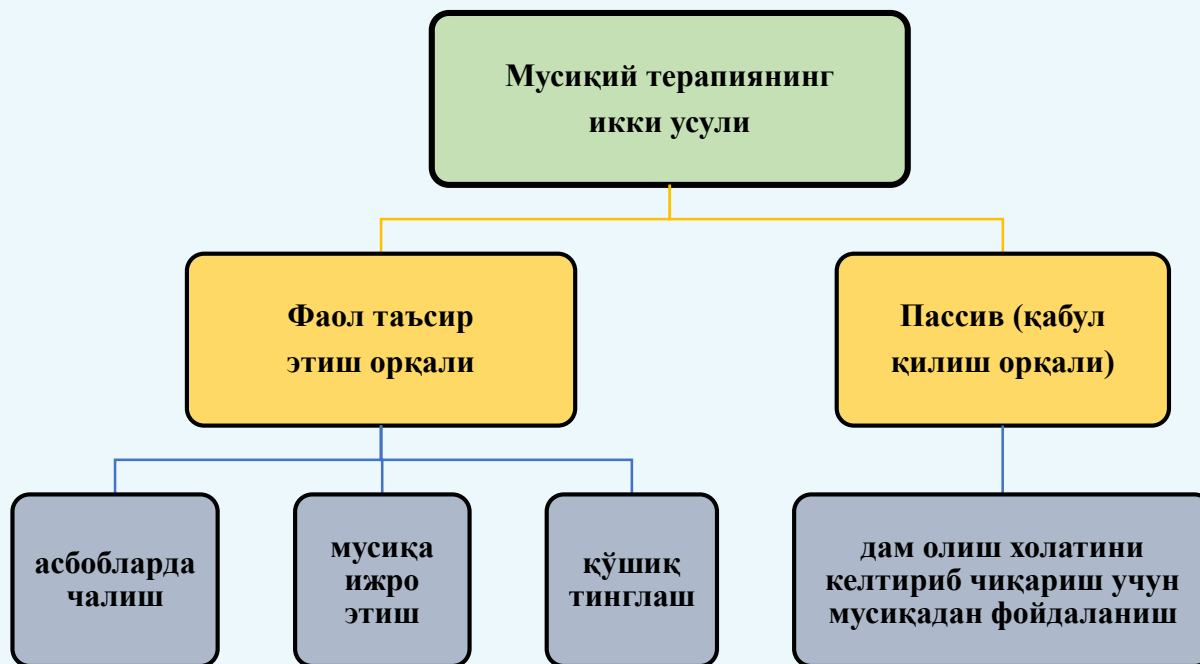 Мусиқий терапиянинг
икки усули
Фаол таъсир
этиш орқали
Пассив (қабул
қилиш орқали)
асбобларда
чалиш
мусиқа
ижро
этиш
қўшиқ
тинглаш
дам олиш холатини
келтириб чиқариш учун
мусиқадан фойдаланиш